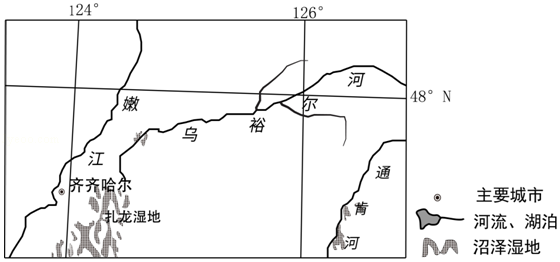 124°
126°
48° N
嫩
江
乌
裕
尔
河
通
肯
河
齐齐哈尔
扎龙湿地
主要城市
河流、湖泊
沼泽湿地